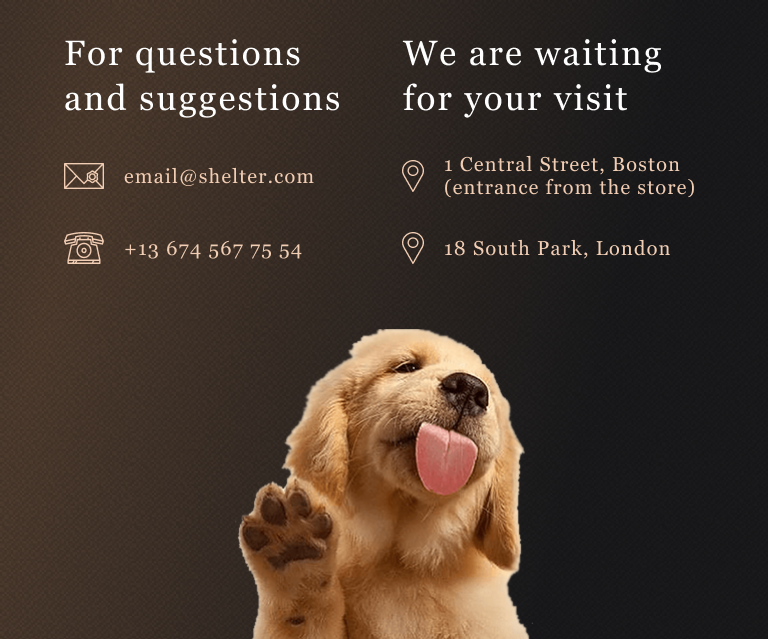 For questions
and suggestions
email@shelter.com
+13 674 567 75 54
We are waiting
for your visit
1 Central Street, Boston
(entrance from the store)
18 South Park, London